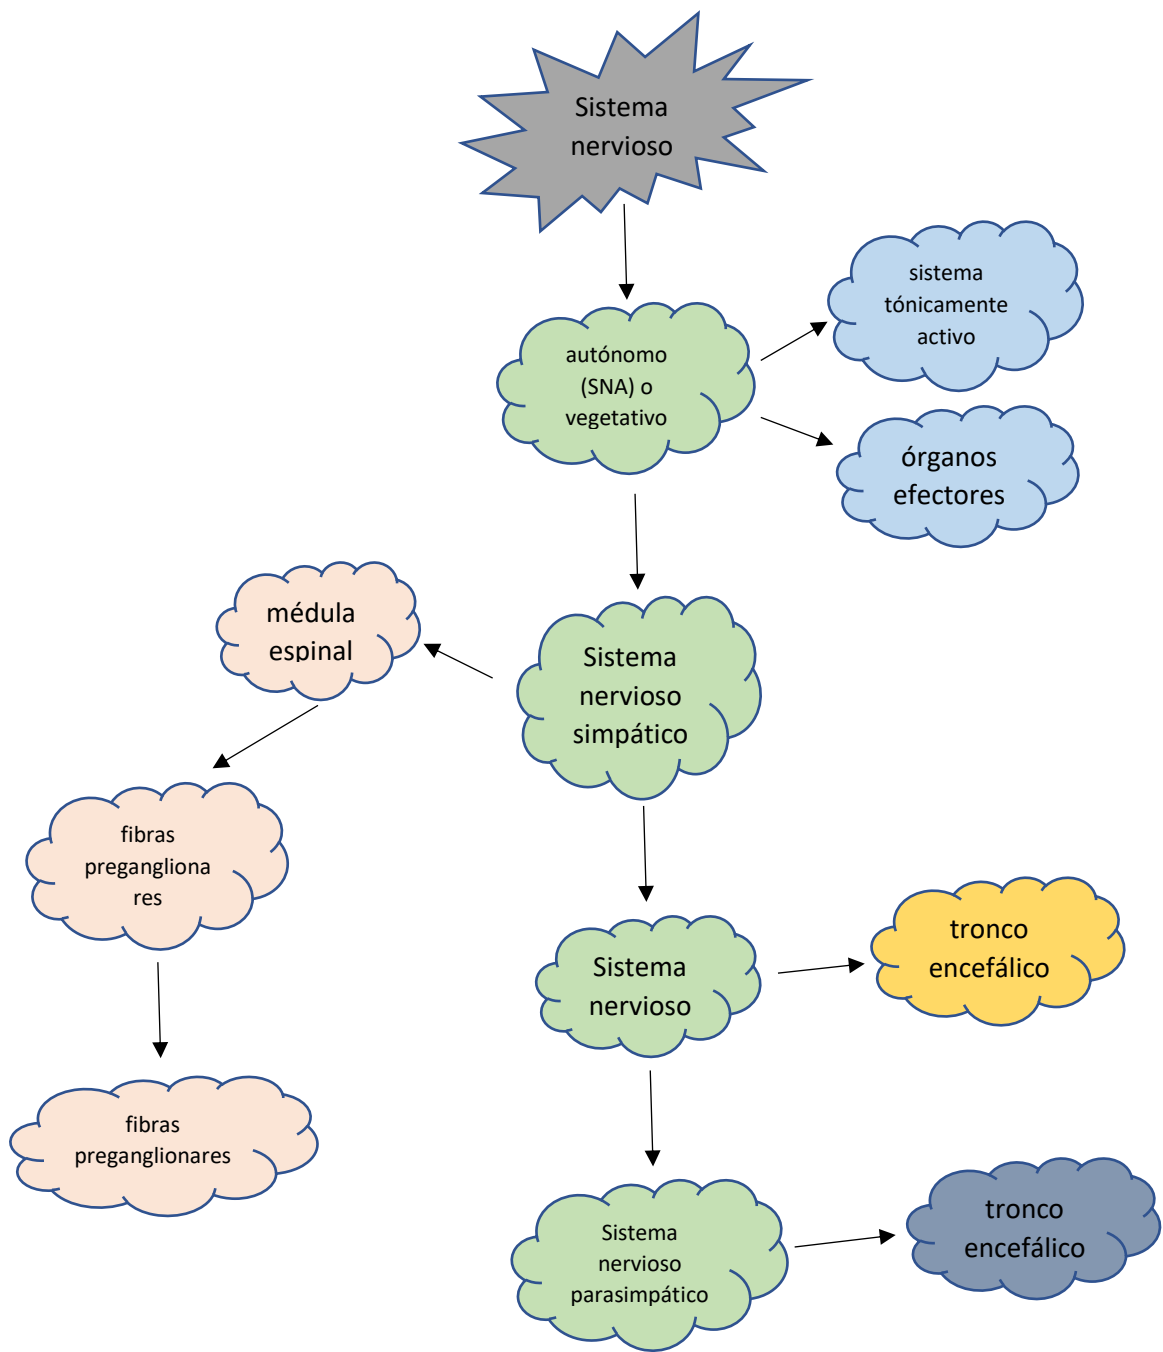 Sistema
nervioso
sistema
tónicamente
activo
autónomo
(SNA) o
vegetativo
órganos
efectores
médula
espinal
Sistema
nervioso
simpático
fibras
pregangliona
res
tronco
encefálico
Sistema
nervioso
fibras
preganglionares
tronco
encefálico
Sistema
nervioso
parasimpático